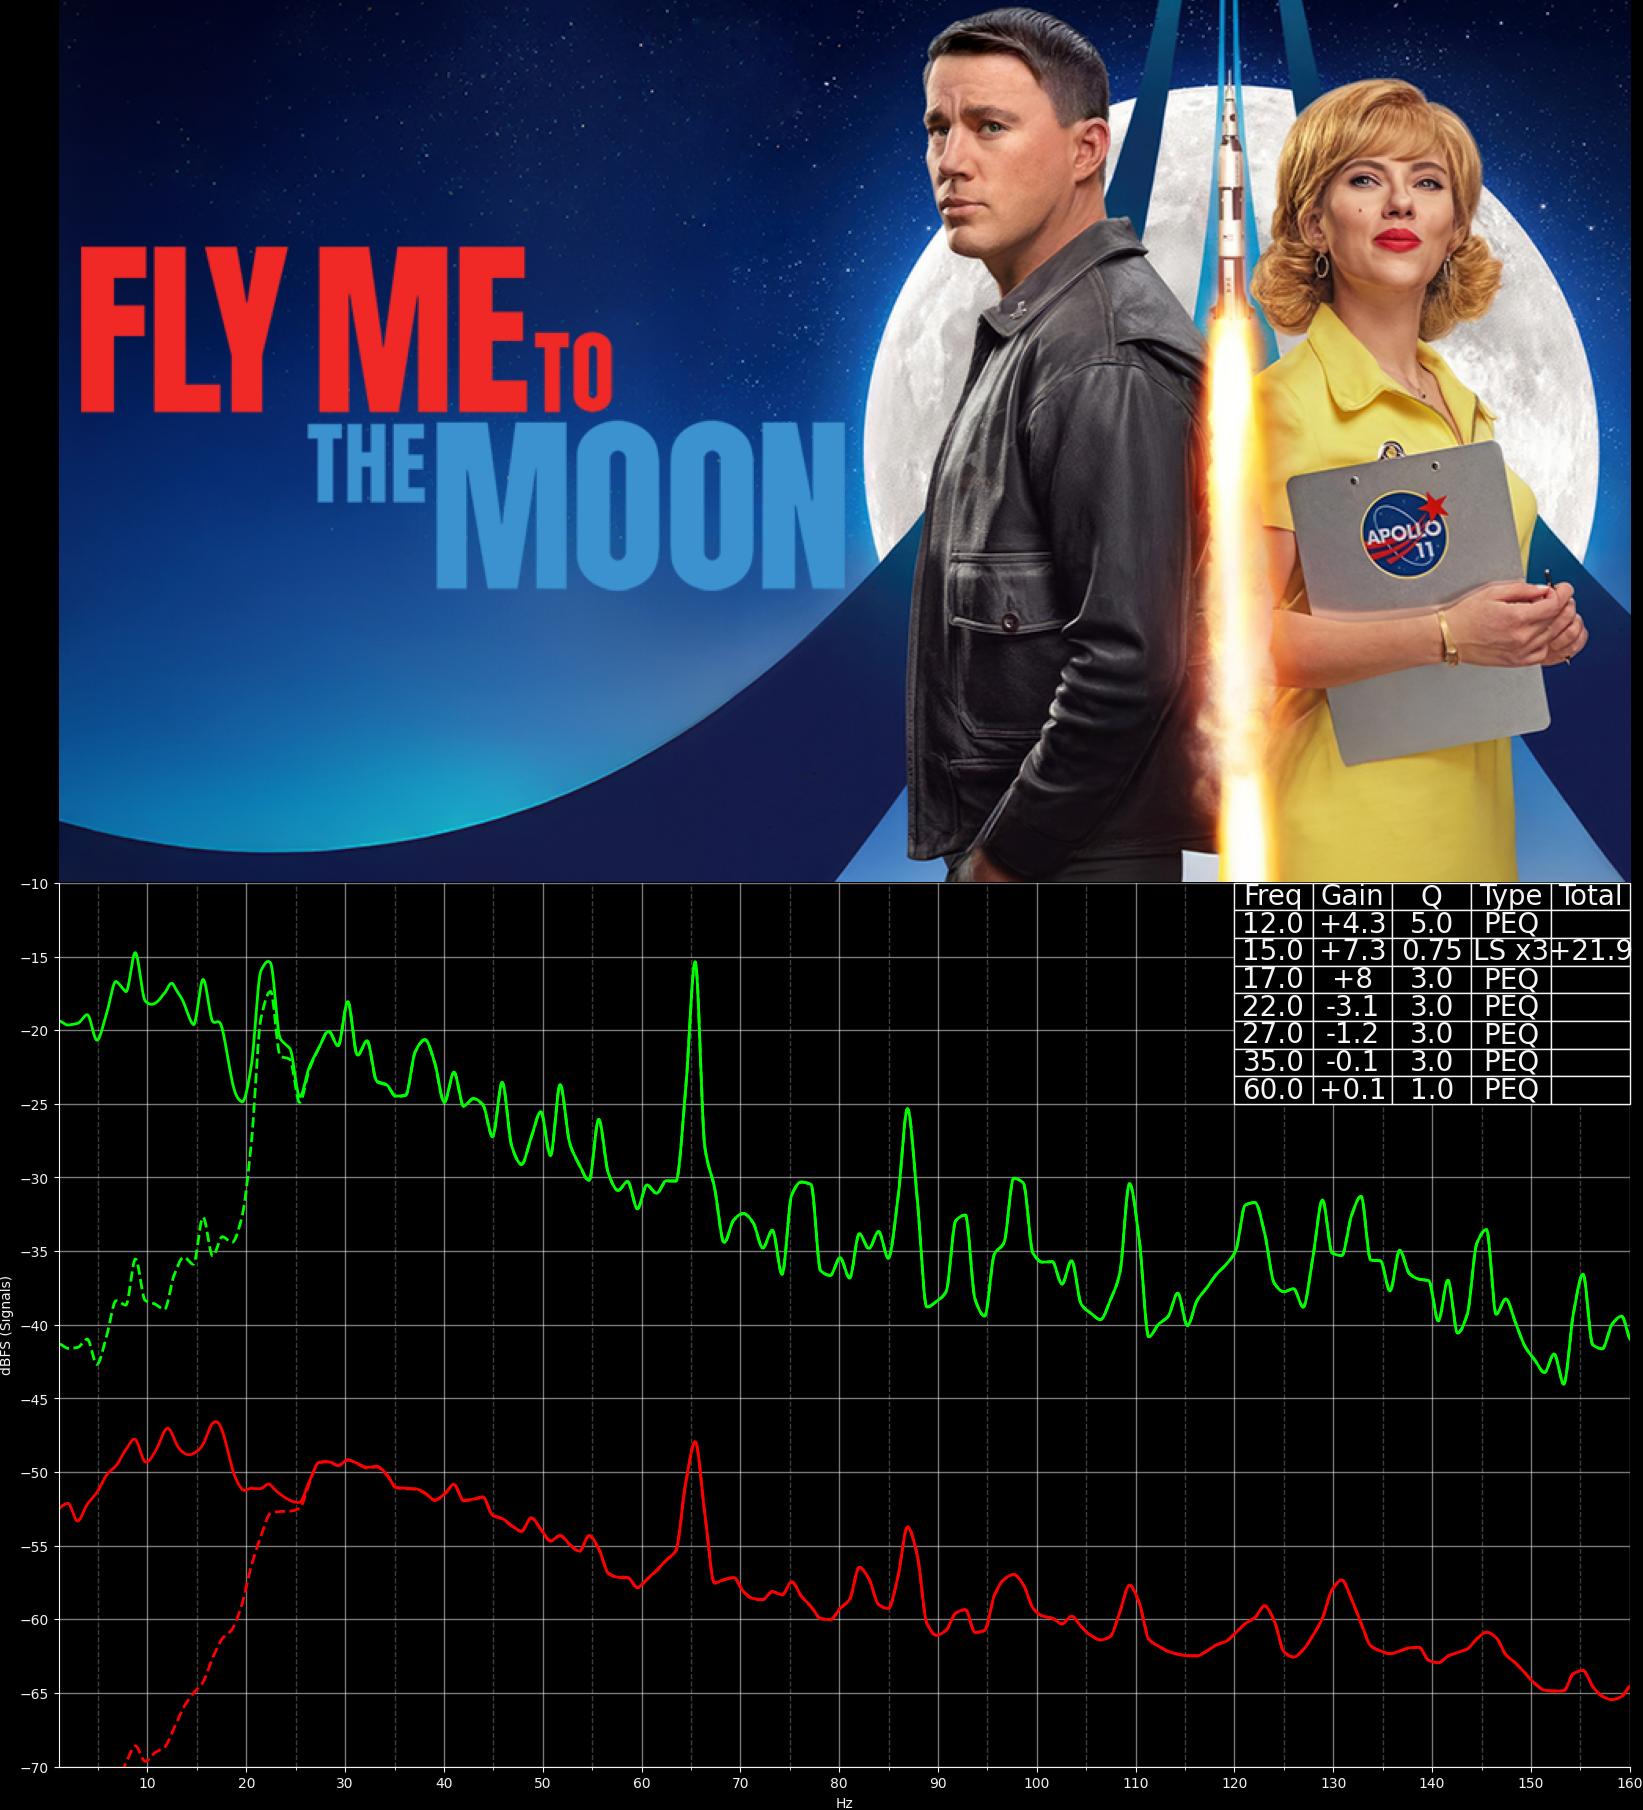 FLY ME TO
THE MOON
APOLLO
11
Freq Gain Q Type Total
12.0 +4.3 5.0 PEQ
15.0 +7.3 0.75 LS x3 +21.9
17.0 +8 3.0 PEQ
22.0 -3.1 3.0 PEQ
27.0 -1.2 3.0 PEQ
35.0 -0.1 3.0 PEQ
60.0 +0.1 1.0 PEQ
−10
−15
−20
−25
−30
−35
−40
−45
−50
−55
−60
−65
−70
dBFS (Signals)
10 20 30 40 50 60 70 80 90 100 110 120 130 140 150 160
Hz